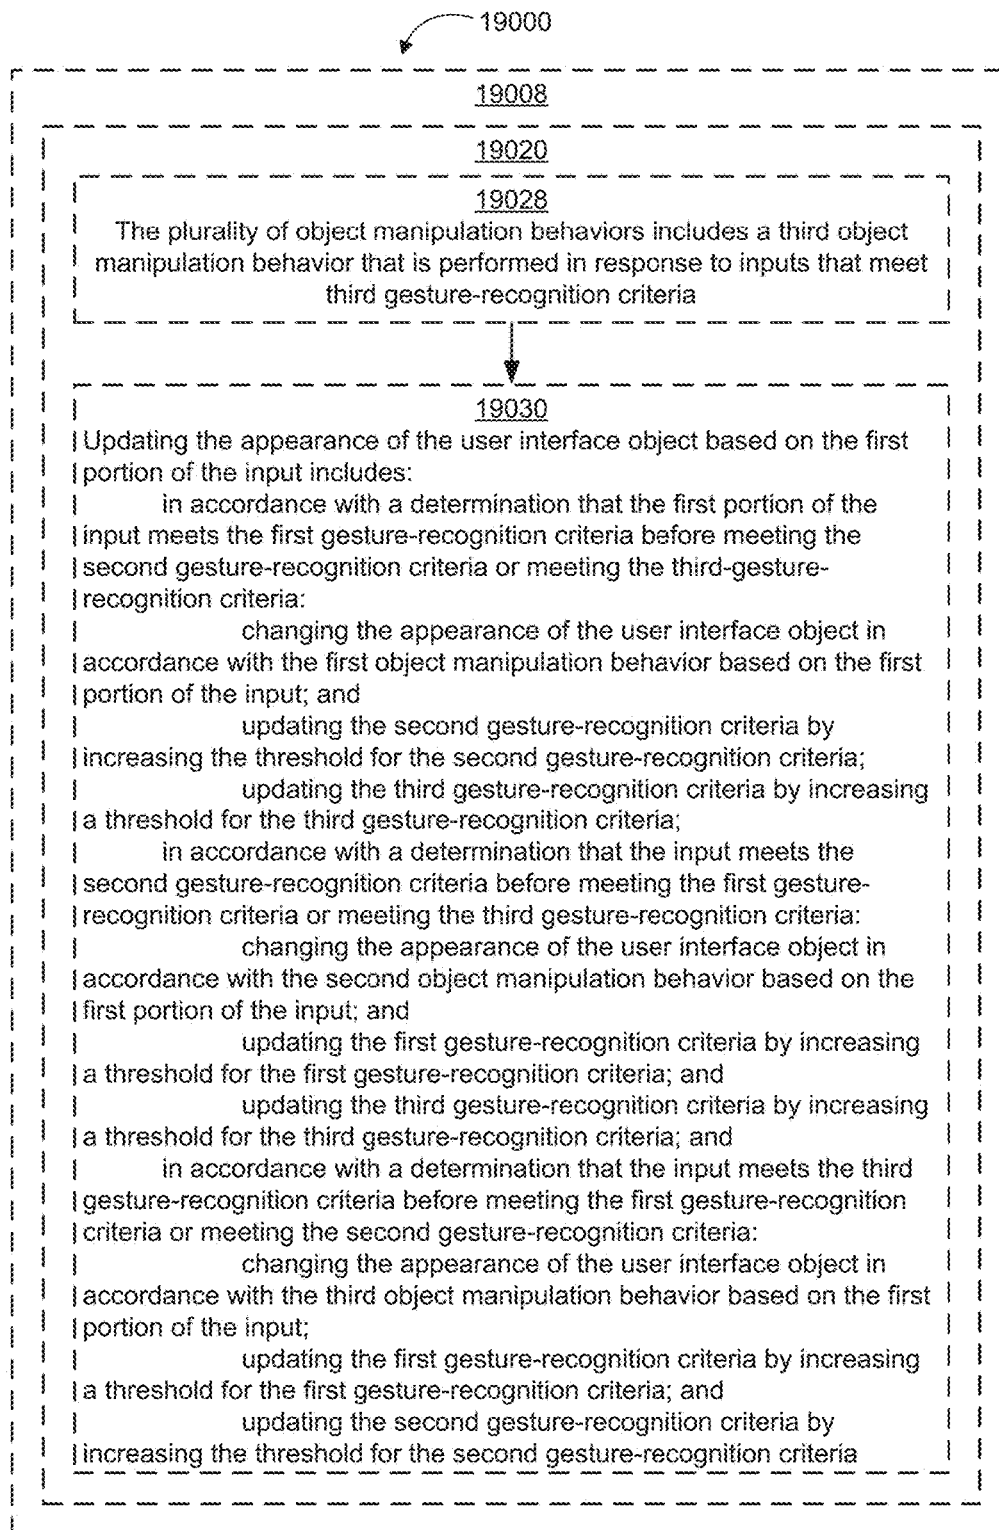 19000
19008
19020
19028
The plurality of object manipulation behaviors includes a third object
manipulation behavior that is performed in response to inputs that meet
third gesture-recognition criteria
19030
Updating the appearance of the user interface object based on the first
portion of the input includes:
in accordance with a determination that the first portion of the
input meets the first gesture-recognition criteria before meeting the
second gesture-recognition criteria or meeting the third-gesture-
recognition criteria:
changing the appearance of the user interface object in
accordance with the first object manipulation behavior based on the first
portion of the input; and
updating the second gesture-recognition criteria by
increasing the threshold for the second gesture-recognition criteria;
updating the third gesture-recognition criteria by increasing
a threshold for the third gesture-recognition criteria;
in accordance with a determination that the input meets the
second gesture-recognition criteria before meeting the first gesture-
recognition criteria or meeting the third gesture-recognition criteria:
changing the appearance of the user interface object in
accordance with the second object manipulation behavior based on the
first portion of the input; and
updating the first gesture-recognition criteria by increasing
a threshold for the first gesture-recognition criteria; and
updating the third gesture-recognition criteria by increasing
a threshold for the third gesture-recognition criteria; and
in accordance with a determination that the input meets the third
gesture-recognition criteria before meeting the first gesture-recognition
criteria or meeting the second gesture-recognition criteria:
changing the appearance of the user interface object in
accordance with the third object manipulation behavior based on the first
portion of the input;
updating the first gesture-recognition criteria by increasing
a threshold for the first gesture-recognition criteria; and
updating the second gesture-recognition criteria by
increasing the threshold for the second gesture-recognition criteria